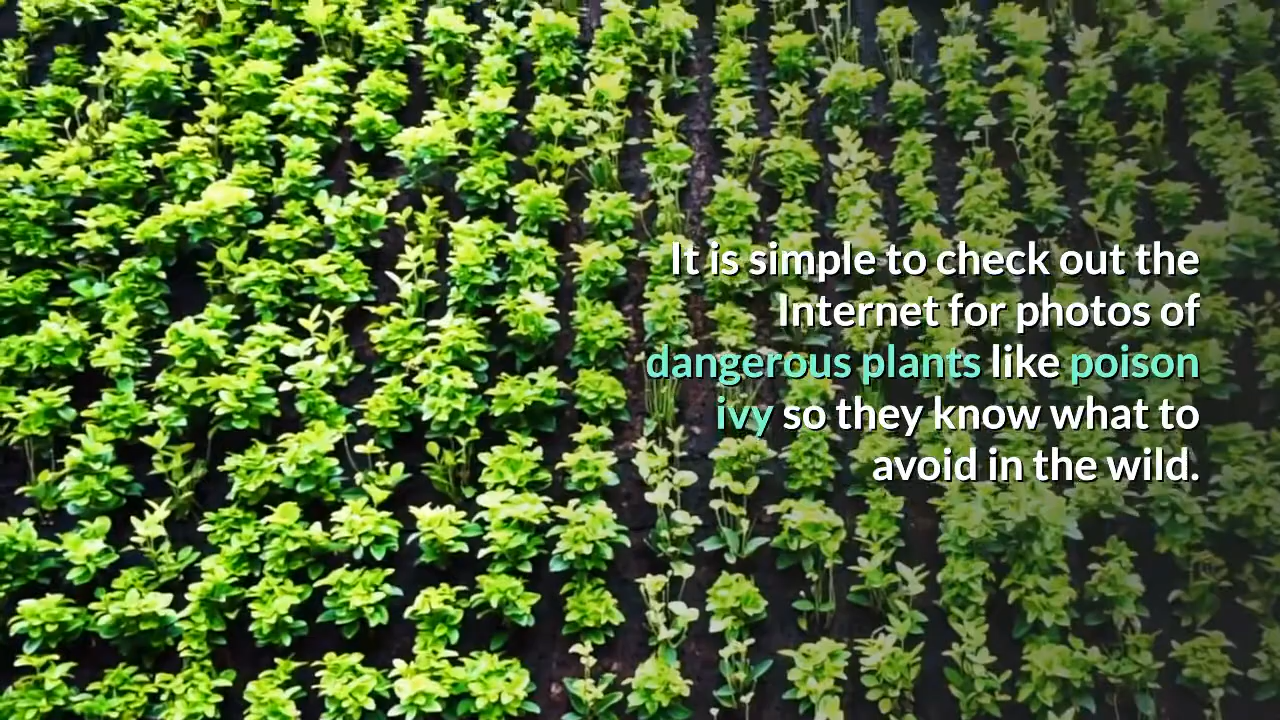 It is simple to check out the
Internet for photos of
dangerous plants like poison
ivy so they know what to
avoid in the wild.